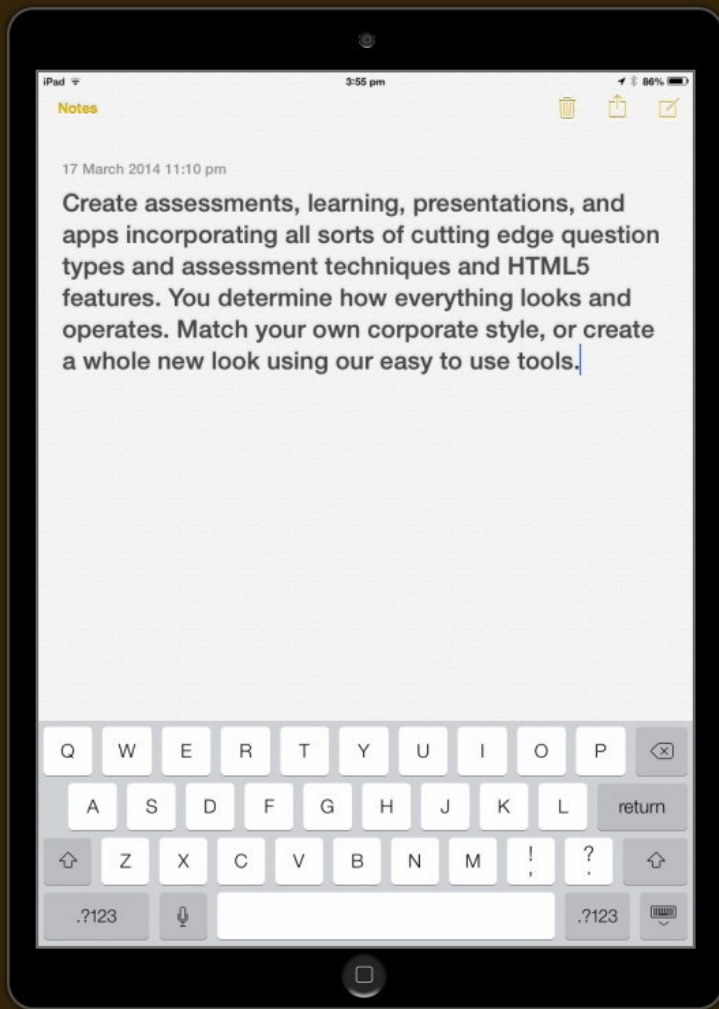 iPad 3:55 pm 86%
Notes
17 March 2014 11:10 pm
Create assessments, learning, presentations, and
apps incorporating all sorts of cutting edge question
types and assessment techniques and HTML5
features. You determine how everything looks and
operates. Match your own corporate style, or create
a whole new look using our easy to use tools.
Q W E R T Y U I O P
A S D F G H J K L return
Z X C V B N M ! , ? .
.?123 .?123